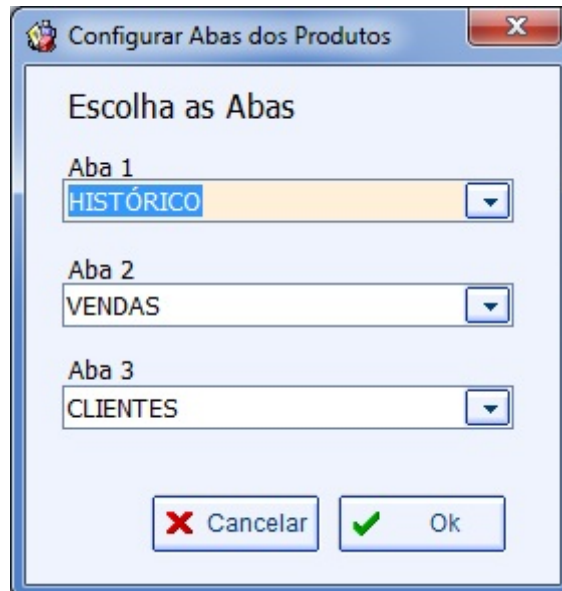 Configurar Abas dos Produtos
Escolha as Abas
Aba 1
HISTÓRICO
Aba 2
VENDAS
Aba 3
CLIENTES
Cancelar Ok